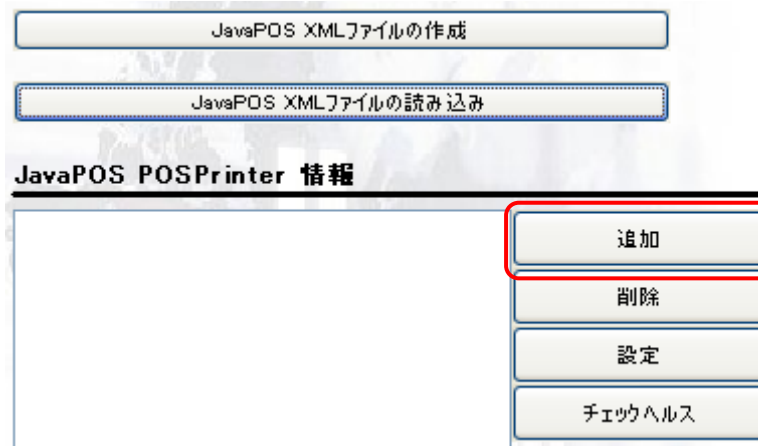 JavaPOS XMLファイルの作成
JavaPOS XMLファイルの読み込み
JavaPOS POSPrinter 情報
追加
削除
設定
チェックヘルス